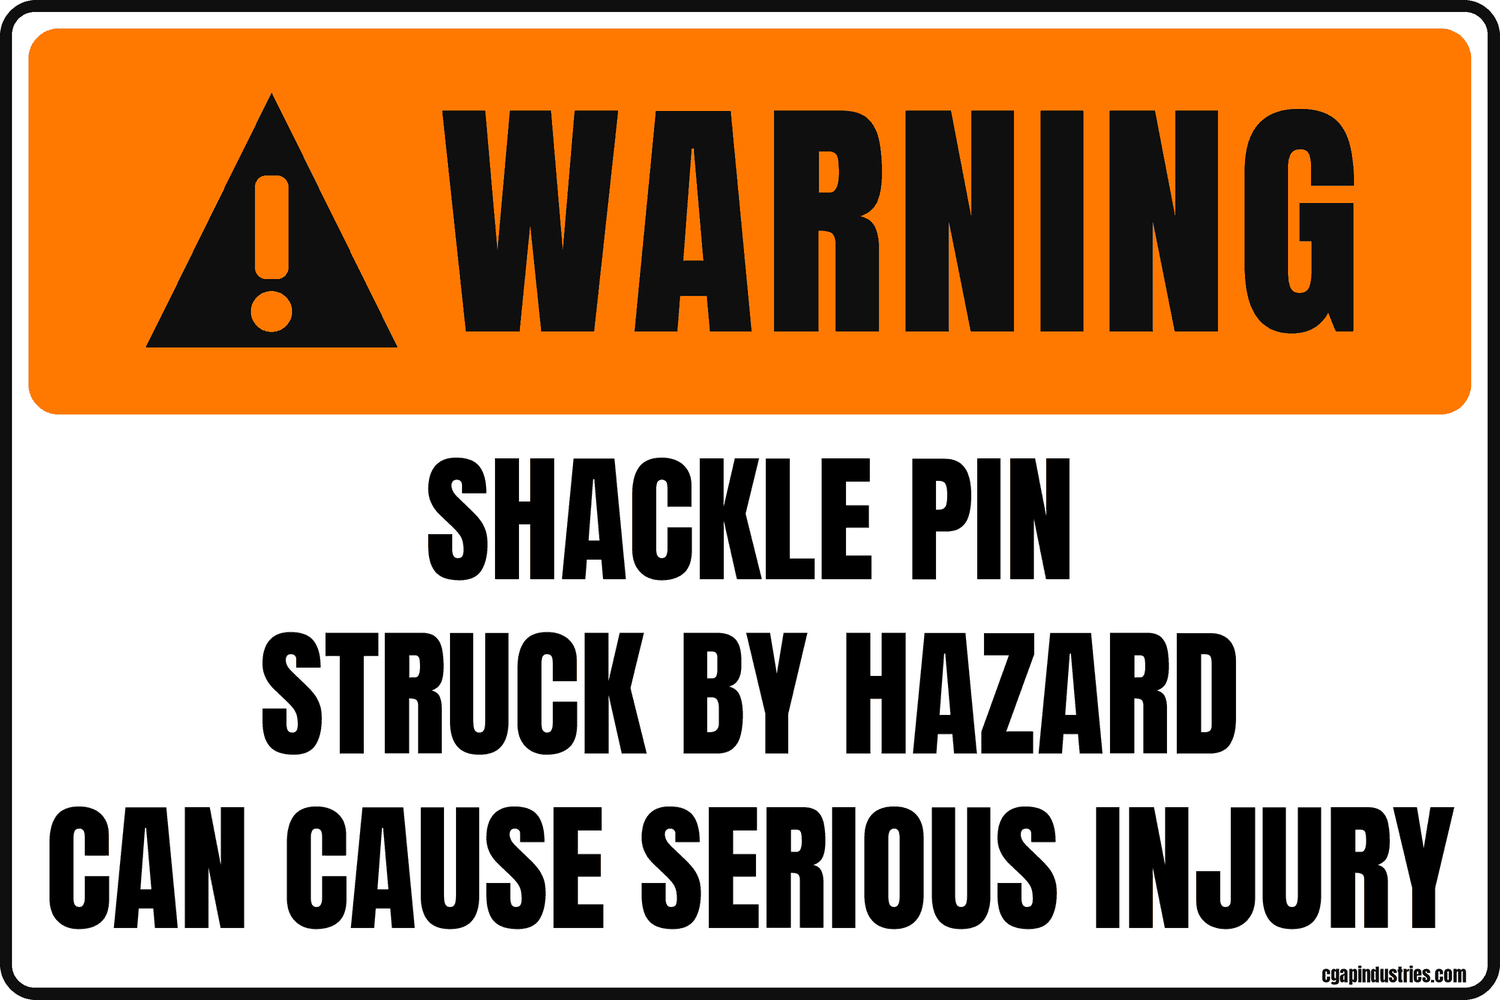 WARNING
SHACKLE PIN
STRUCK BY HAZARD
CAN CAUSE SERIOUS INJURY
cgapindustries.com